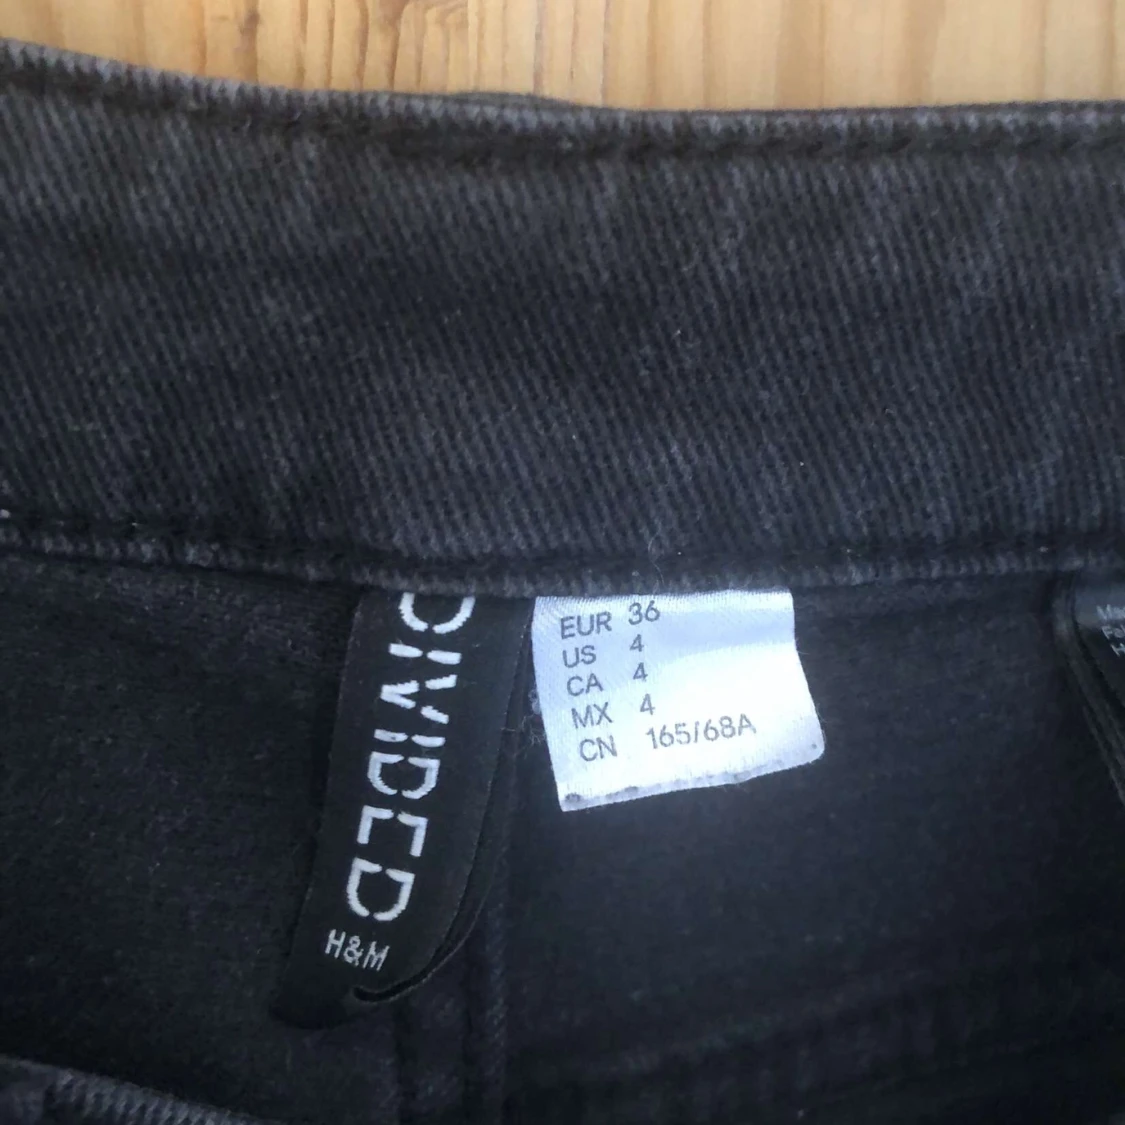 DIVIDED
H&M
EUR 36
US 4
CA 4
MX 4
CN 165/68A